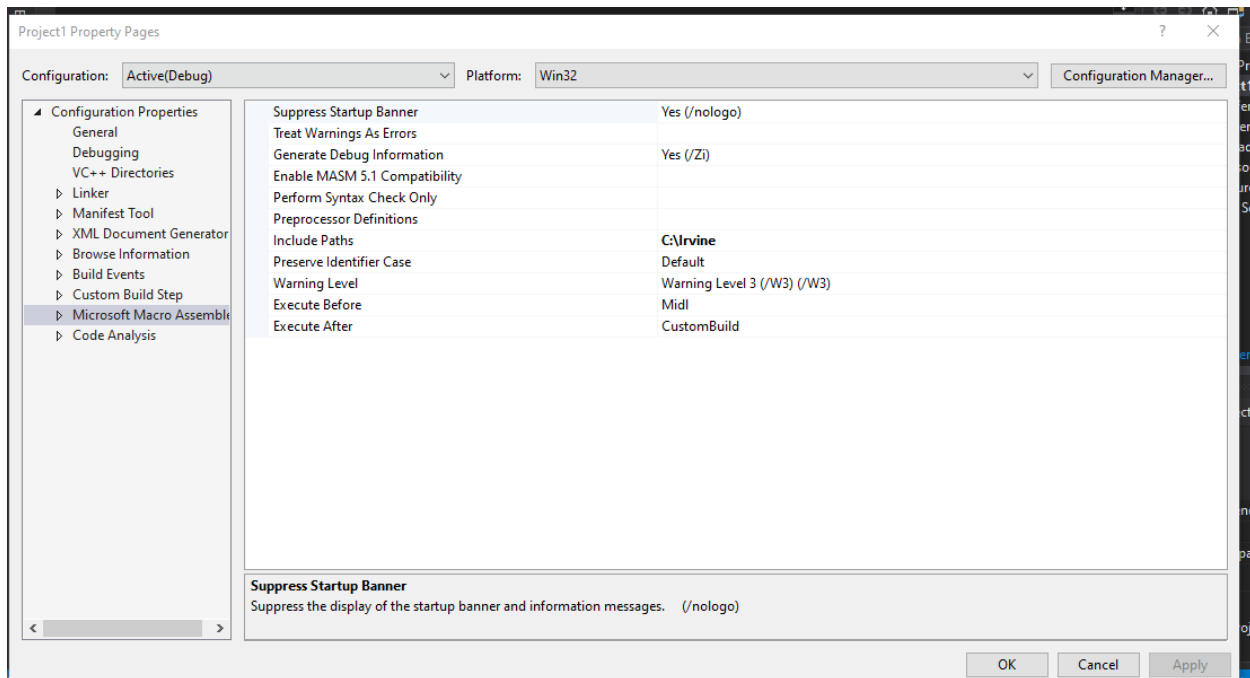 Project1 Property Pages
Configuration: Active(Debug) Platform: Win32 Configuration Manager...
Configuration Properties
General
Debugging
VC++ Directories
Linker
Manifest Tool
XML Document Generator
Browse Information
Build Events
Custom Build Step
Microsoft Macro Assemble
Code Analysis
Suppress Startup Banner Yes (/nologo)
Treat Warnings As Errors
Generate Debug Information Yes (/Zi)
Enable MASM 5.1 Compatibility
Perform Syntax Check Only
Preprocessor Definitions
Include Paths C:\Irvine
Preserve Identifier Case Default
Warning Level Warning Level 3 (/W3) (/W3)
Execute Before Midl
Execute After CustomBuild
Suppress Startup Banner
Suppress the display of the startup banner and information messages. (/nologo)
OK Cancel Apply